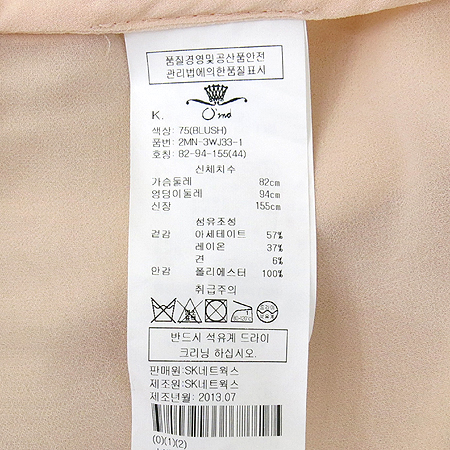 품질경영및공산품안전
관리법에의한품질표시
K.
O'2nd
색상: 75(BLUSH)
품번: 2MN-3WJ33-1
호칭: 82-94-155(44)
신체치수
가슴둘레 82cm
엉덩이둘레 94cm
신장 155cm
섬유조성
겉감 아세테이트 57%
레이온 37%
견 6%
안감 폴리에스터 100%
취급주의
반드시 석유계 드라이
크리닝 하십시오.
판매원:SK네트웍스
제조원:SK네트웍스
제조년월: 2013.07
(0)(1)(2)